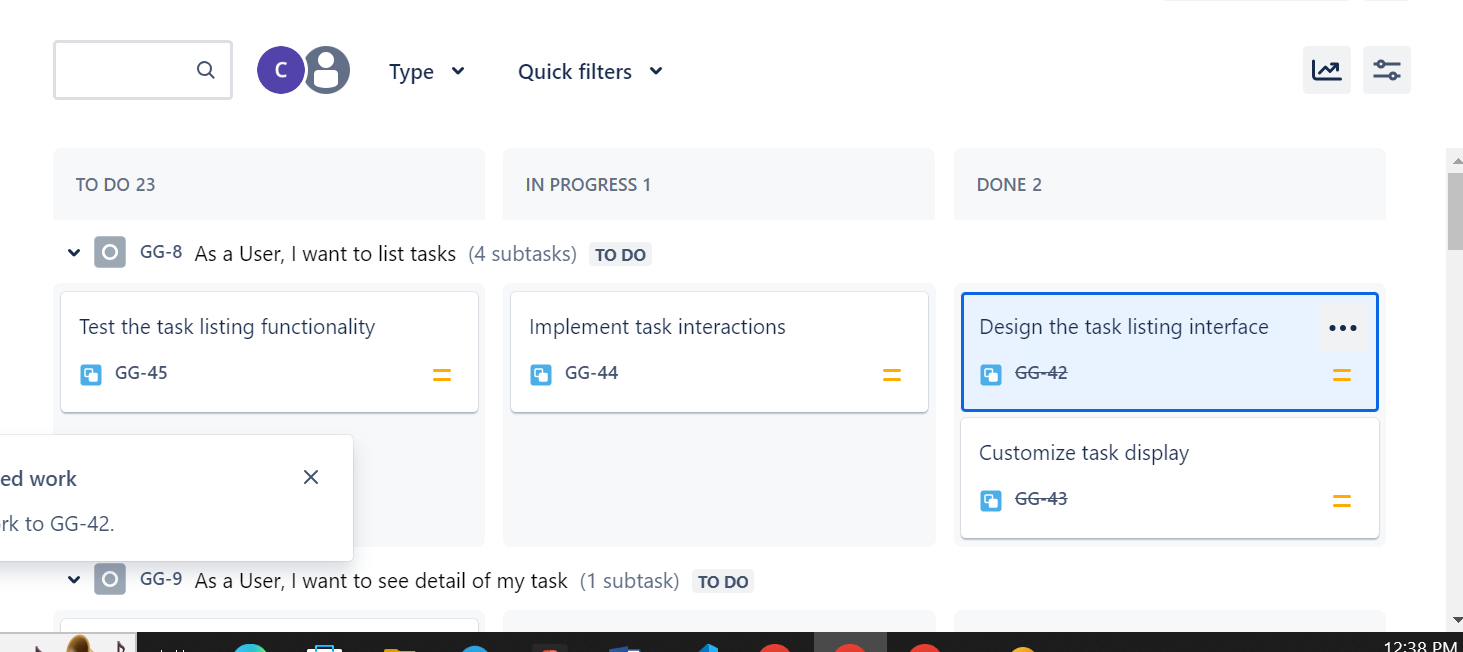 C
Type
Quick filters
TO DO 23
IN PROGRESS 1
DONE 2
GG-8 As a User, I want to list tasks (4 subtasks) TO DO
Test the task listing functionality
GG-45
Implement task interactions
GG-44
Design the task listing interface
GG-42
Customize task display
GG-43
ed work
rk to GG-42.
GG-9 As a User, I want to see detail of my task (1 subtask) TO DO
12:38 PM